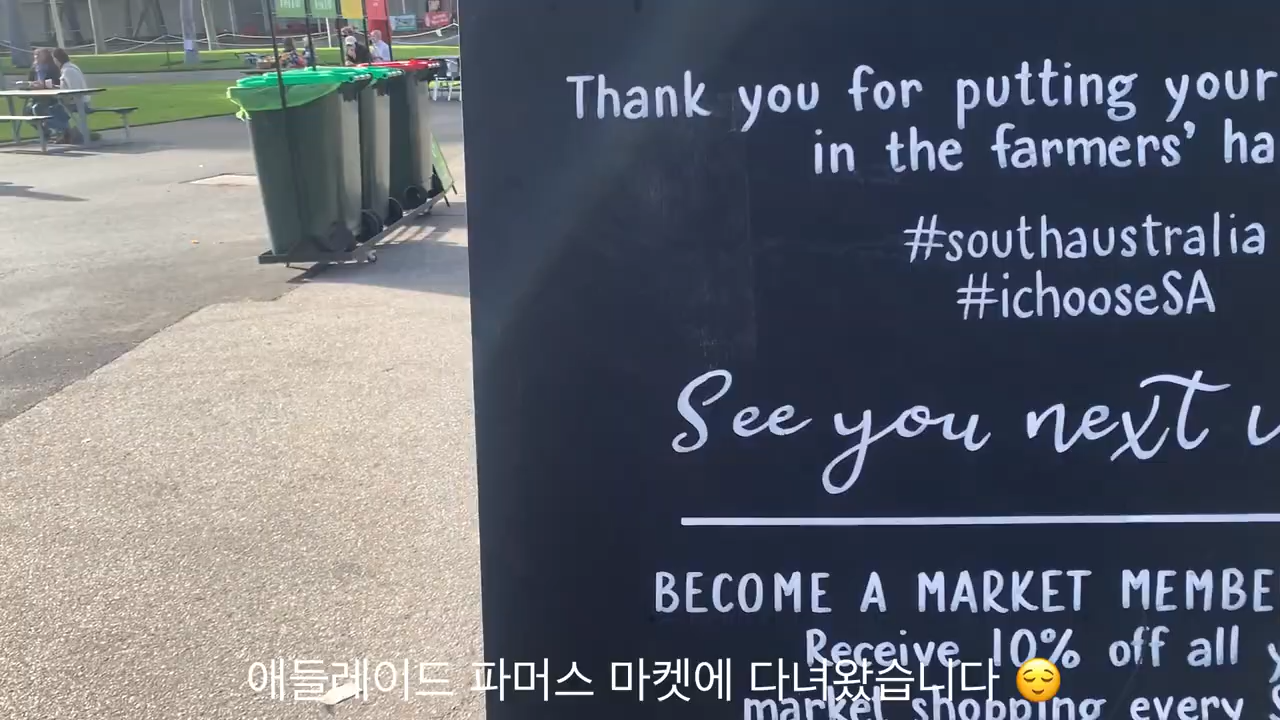 Thank you for putting your
in the farmers' ha
#southaustralia
#ichooseSA
See you next
BECOME A MARKET MEMBE
Receive 10% off all
market shopping every
애들레이드 파머스 마켓에 다녀왔습니다 😌